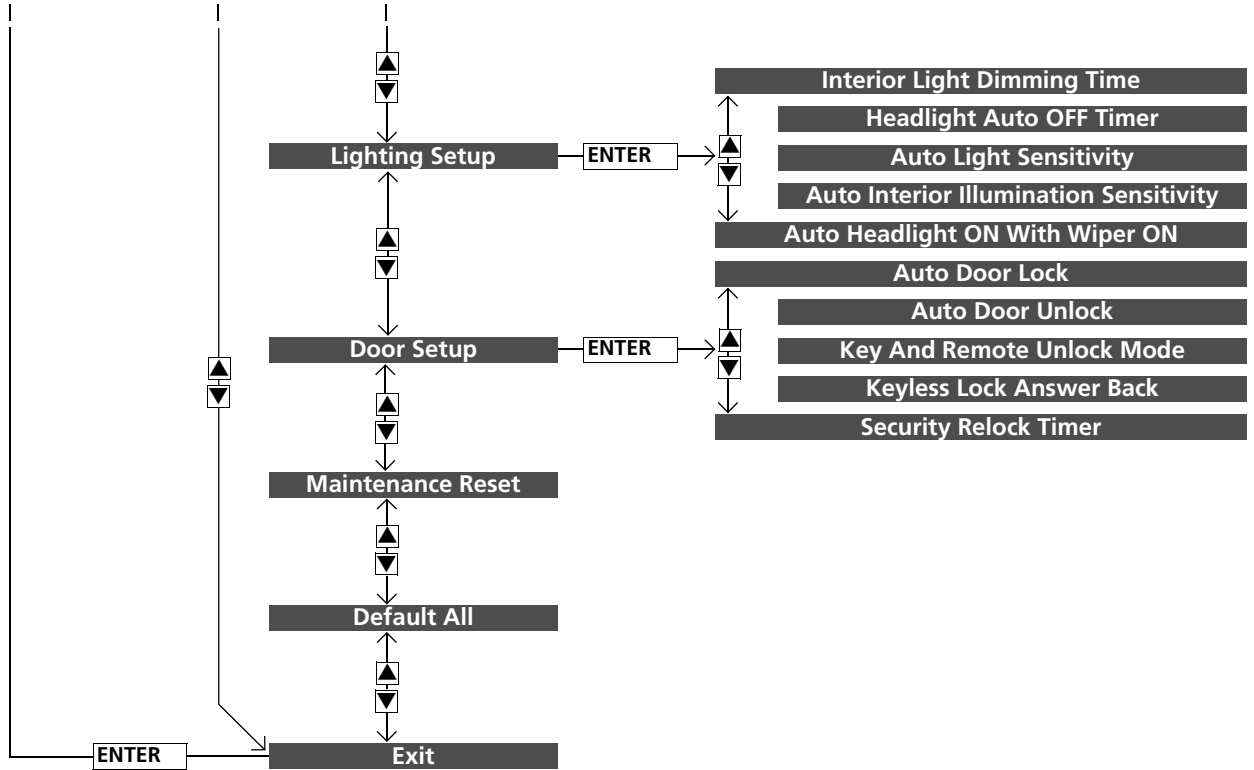 Interior Light Dimming Time
Headlight Auto OFF Timer
Lighting Setup
ENTER
Auto Light Sensitivity
Auto Interior Illumination Sensitivity
Auto Headlight ON With Wiper ON
Auto Door Lock
Auto Door Unlock
Door Setup
ENTER
Key And Remote Unlock Mode
Keyless Lock Answer Back
Security Relock Timer
Maintenance Reset
Default All
ENTER
Exit